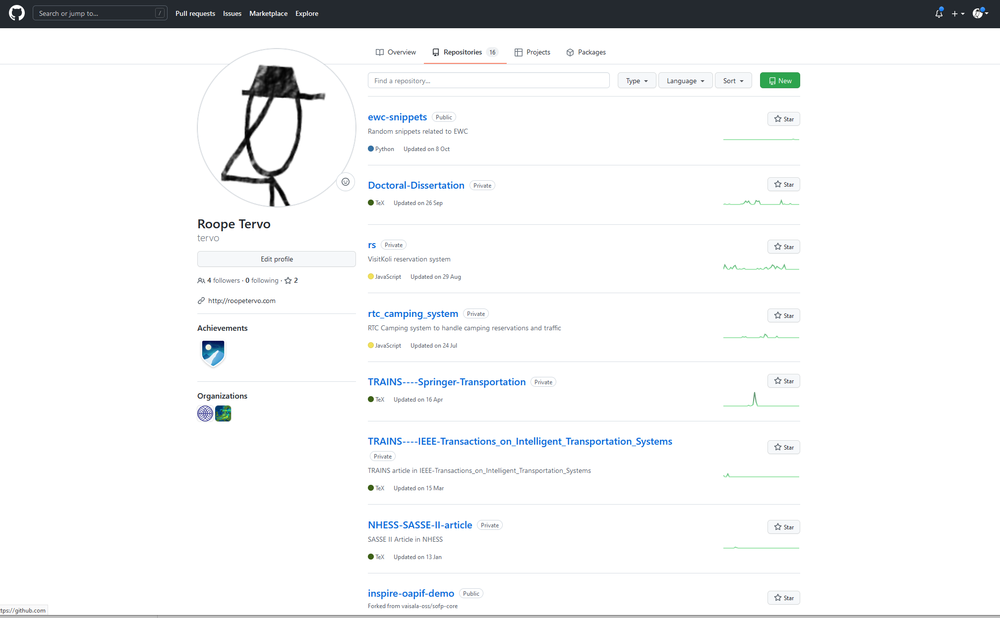 Search or jump to... /
Pull requests Issues Marketplace Explore
Overview Repositories 16 Projects Packages
Find a repository... Type Language Sort New
Roope Tervo
tervo
Edit profile
4 followers · 0 following · 2
http://roopetervo.com
Achievements
Organizations
ewc-snippets Public
Star
Random snippets related to EWC
Python Updated on 8 Oct
Doctoral-Dissertation Private
Star
TeX Updated on 26 Sep
rs Private
Star
VisitKoli reservation system
JavaScript Updated on 29 Aug
rtc_camping_system Private
Star
RTC Camping system to handle camping reservations and traffic
JavaScript Updated on 24 Jul
TRAINS----Springer-Transportation Private
Star
TeX Updated on 16 Apr
TRAINS----IEEE-Transactions_on_Intelligent_Transportation_Systems
Star
Private
TRAINS article in IEEE-Transactions_on_Intelligent_Transportation_Systems
TeX Updated on 15 Mar
NHESS-SASSE-II-article Private
Star
SASSE II Article in NHESS
TeX Updated on 13 Jan
inspire-oapif-demo Public
Star
Forked from vaisala-oss/sofp-core
tps://github.com